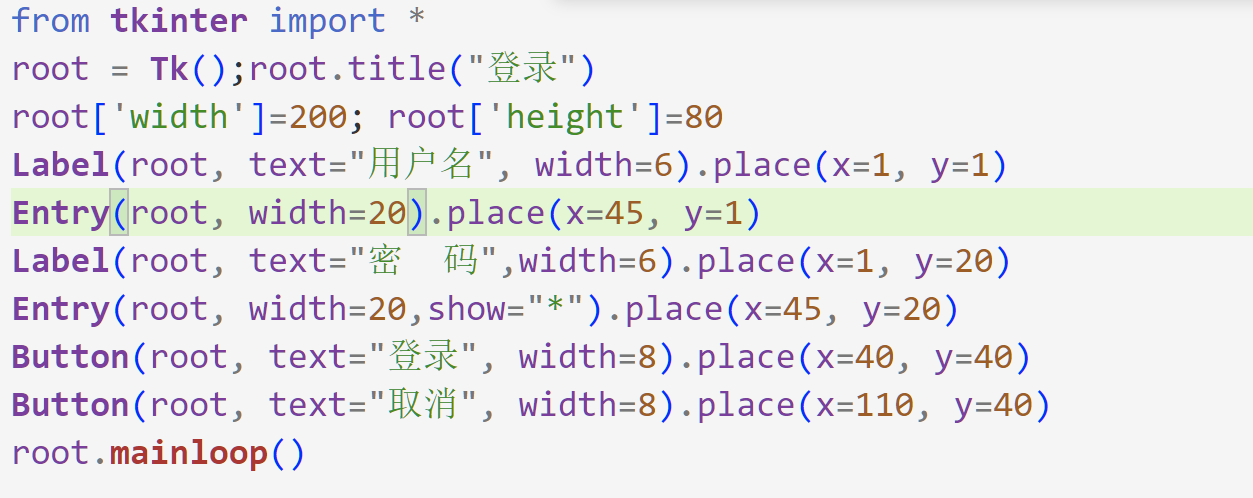 from tkinter import *
root = Tk();root.title("登录")
root['width']=200; root['height']=80
Label(root, text="用户名", width=6).place(x=1, y=1)
Entry(root, width=20).place(x=45, y=1)
Label(root, text="密  码",width=6).place(x=1, y=20)
Entry(root, width=20,show="*").place(x=45, y=20)
Button(root, text="登录", width=8).place(x=40, y=40)
Button(root, text="取消", width=8).place(x=110, y=40)
root.mainloop()